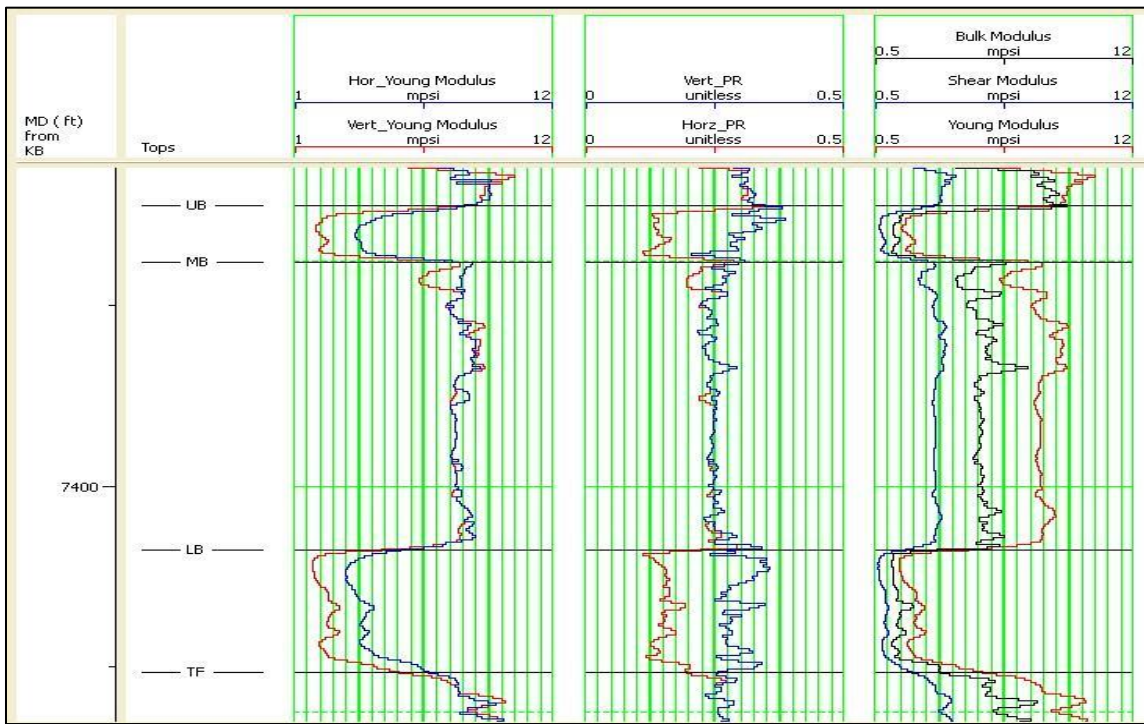 Bulk Modulus
0.5 mpsi 12
Hor_Young Modulus
1 mpsi 12
Vert_PR
0 unitless 0.5
Shear Modulus
0.5 mpsi 12
MD ( ft)
from
KB
Tops
Vert_Young Modulus
1 mpsi 12
Horz_PR
0 unitless 0.5
Young Modulus
0.5 mpsi 12
UB
MB
7400
LB
TF